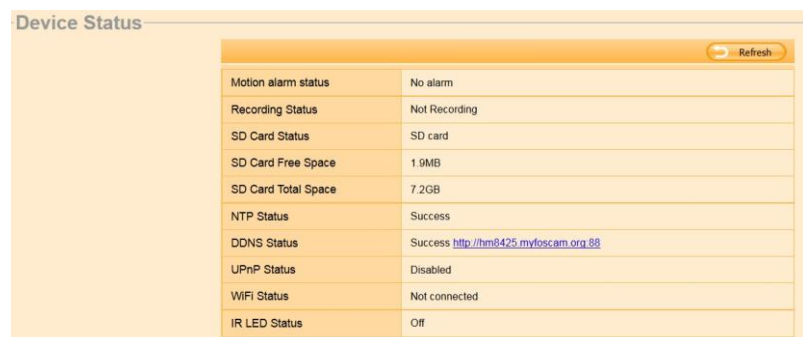 Device Status
Refresh
Motion alarm status No alarm
Recording Status Not Recording
SD Card Status SD card
SD Card Free Space 1.9MB
SD Card Total Space 7.2GB
NTP Status Success
DDNS Status Success http://hm8425.myfoscam.org:88
UPnP Status Disabled
WiFi Status Not connected
IR LED Status Off